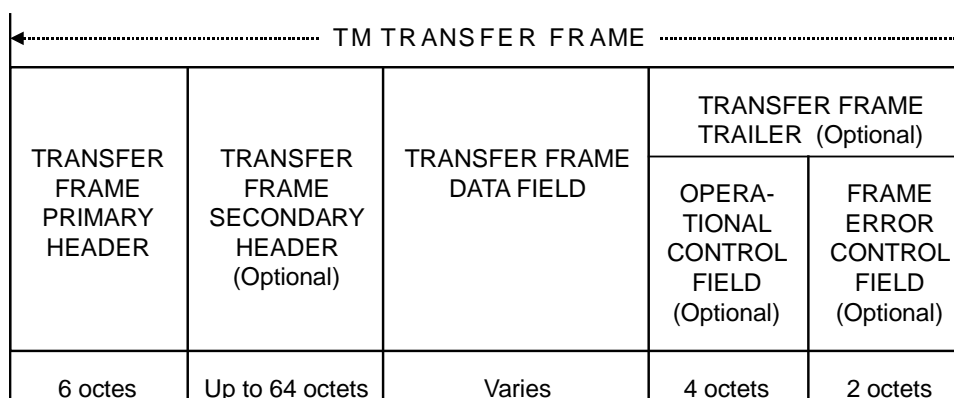 TM TRANSFER FRAME
TRANSFER FRAME
TRAILER (Optional)
TRANSFER
FRAME
PRIMARY
HEADER
TRANSFER
FRAME
SECONDARY
HEADER
(Optional)
TRANSFER FRAME
DATA FIELD
OPERA-
TIONAL
CONTROL
FIELD
(Optional)
FRAME
ERROR
CONTROL
FIELD
(Optional)
6 octes
Up to 64 octets
Varies
4 octets
2 octets